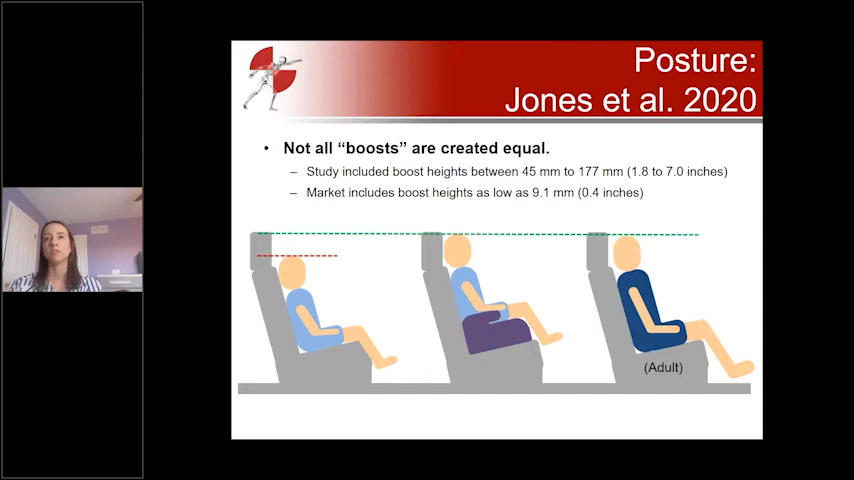 Posture:
Jones et al. 2020
• Not all “boosts” are created equal.
– Study included boost heights between 45 mm to 177 mm (1.8 to 7.0 inches)
– Market includes boost heights as low as 9.1 mm (0.4 inches)
(Adult)